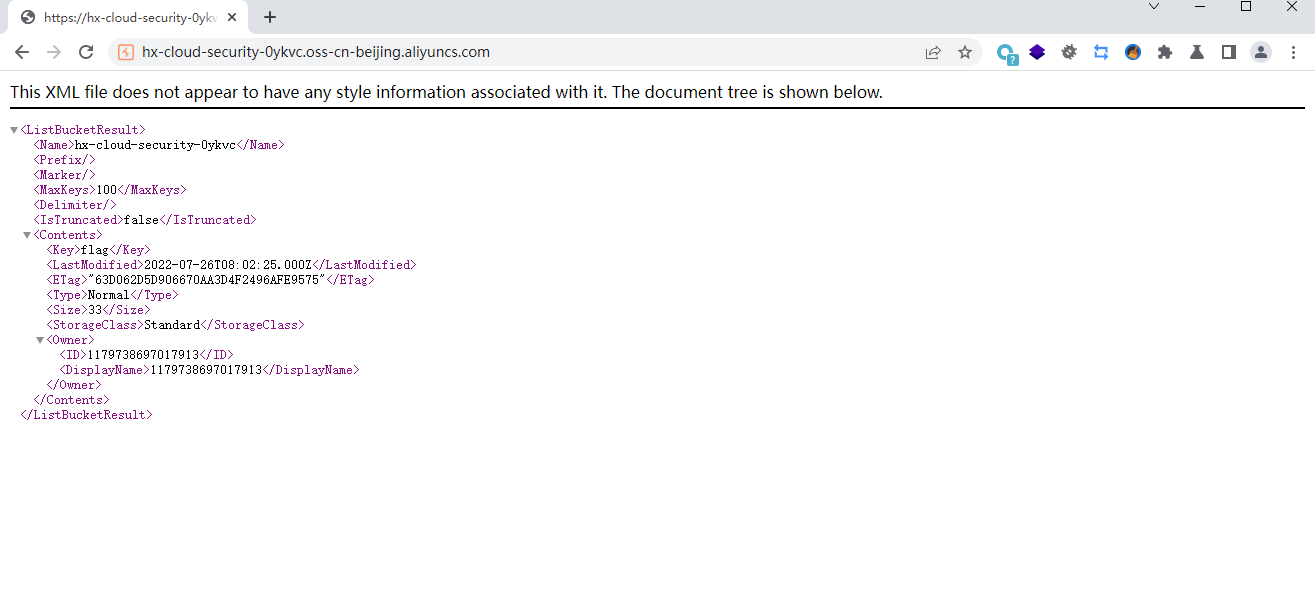 https://hx-cloud-security-0ykv
hx-cloud-security-0ykvc.oss-cn-beijing.aliyuncs.com
This XML file does not appear to have any style information associated with it. The document tree is shown below.
▼<ListBucketResult>
<Name>hx-cloud-security-0ykvc</Name>
<Prefix/>
<Marker/>
<MaxKeys>100</MaxKeys>
<Delimiter/>
<IsTruncated>false</IsTruncated>
▼<Contents>
<Key>flag</Key>
<LastModified>2022-07-26T08:02:25.000Z</LastModified>
<ETag>"63D062D5D906670AA3D4F2496AFE9575"</ETag>
<Type>Normal</Type>
<Size>33</Size>
<StorageClass>Standard</StorageClass>
▼<Owner>
<ID>1179738697017913</ID>
<DisplayName>1179738697017913</DisplayName>
</Owner>
</Contents>
</ListBucketResult>